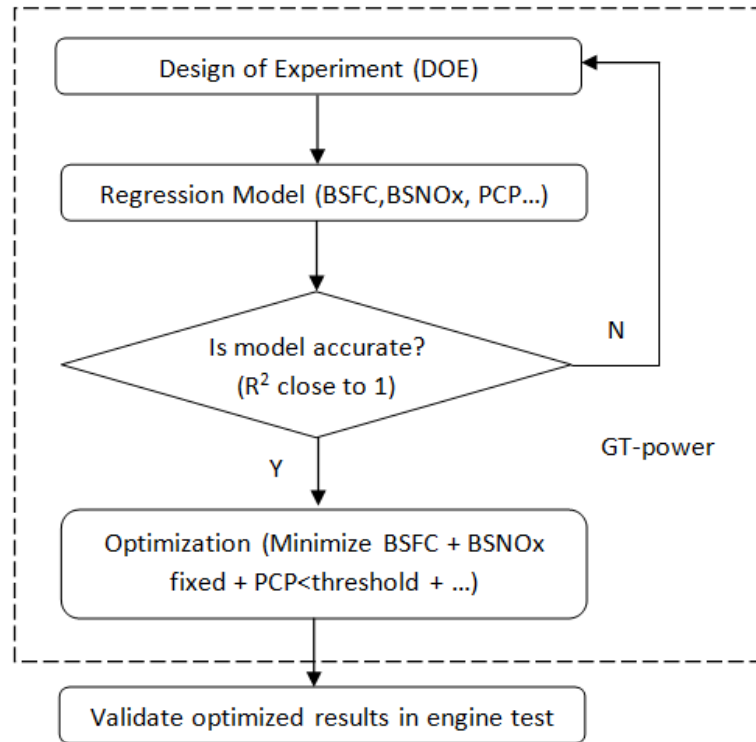 Design of Experiment (DOE)
Regression Model (BSFC,BSNOx, PCP...)
Is model accurate?
(R² close to 1)
N
GT-power
Y
Optimization (Minimize BSFC + BSNOx
fixed + PCP<threshold + ...)
Validate optimized results in engine test